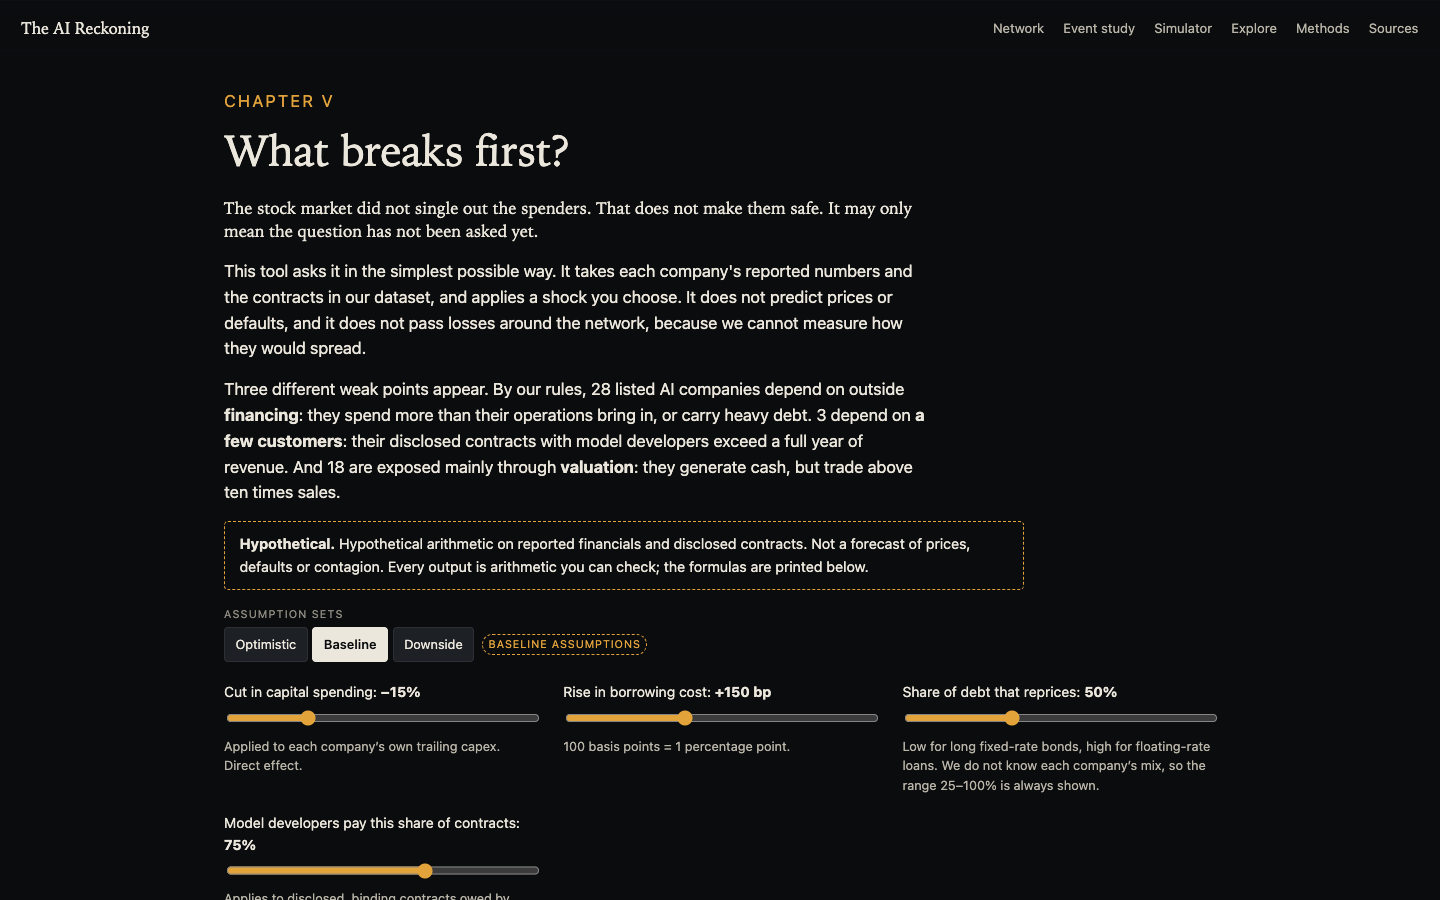 The AI Reckoning
Network Event study Simulator Explore Methods Sources
CHAPTER V
What breaks first?
The stock market did not single out the spenders. That does not make them safe. It may only
mean the question has not been asked yet.
This tool asks it in the simplest possible way. It takes each company's reported numbers and
the contracts in our dataset, and applies a shock you choose. It does not predict prices or
defaults, and it does not pass losses around the network, because we cannot measure how
they would spread.
Three different weak points appear. By our rules, 28 listed AI companies depend on outside
financing: they spend more than their operations bring in, or carry heavy debt. 3 depend on a
few customers: their disclosed contracts with model developers exceed a full year of
revenue. And 18 are exposed mainly through valuation: they generate cash, but trade above
ten times sales.
Hypothetical. Hypothetical arithmetic on reported financials and disclosed contracts. Not a forecast of prices,
defaults or contagion. Every output is arithmetic you can check; the formulas are printed below.
ASSUMPTION SETS
Optimistic Baseline Downside BASELINE ASSUMPTIONS
Cut in capital spending: −15%
Applied to each company’s own trailing capex.
Direct effect.
Rise in borrowing cost: +150 bp
100 basis points = 1 percentage point.
Share of debt that reprices: 50%
Low for long fixed-rate bonds, high for floating-rate
loans. We do not know each company’s mix, so the
range 25–100% is always shown.
Model developers pay this share of contracts:
75%
Applies to disclosed, binding contracts owed by